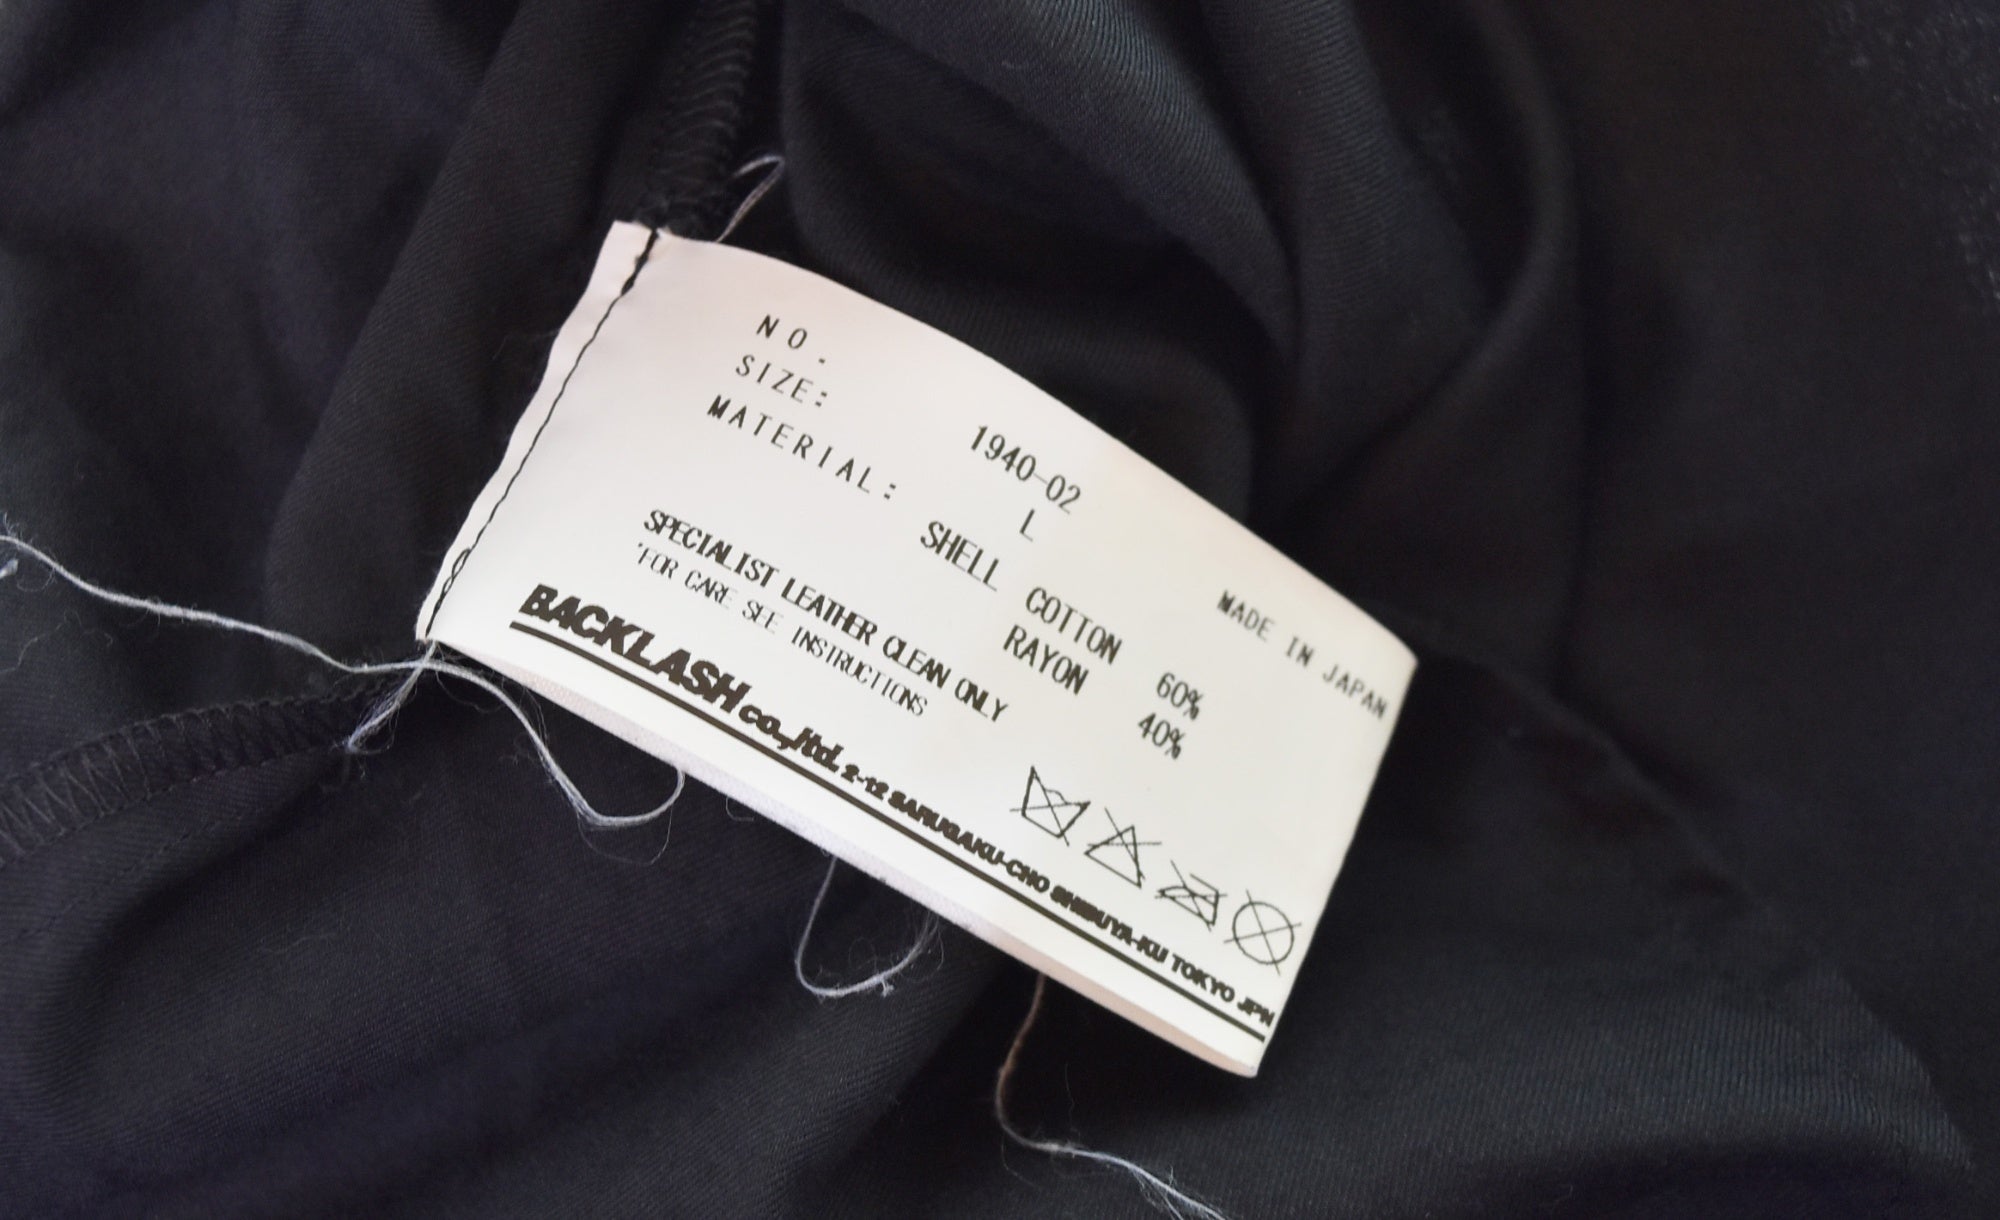 NO. 1940-02
SIZE: L
MATERIAL: SHELL COTTON 60%
RAYON 40%
MADE IN JAPAN
SPECIALIST LEATHER CLEAN ONLY
*FOR CARE SEE INSTRUCTIONS
BACKLASH co.,ltd. 2-12 SARUGAKU-CHO SHIBUYA-KU TOKYO JPN